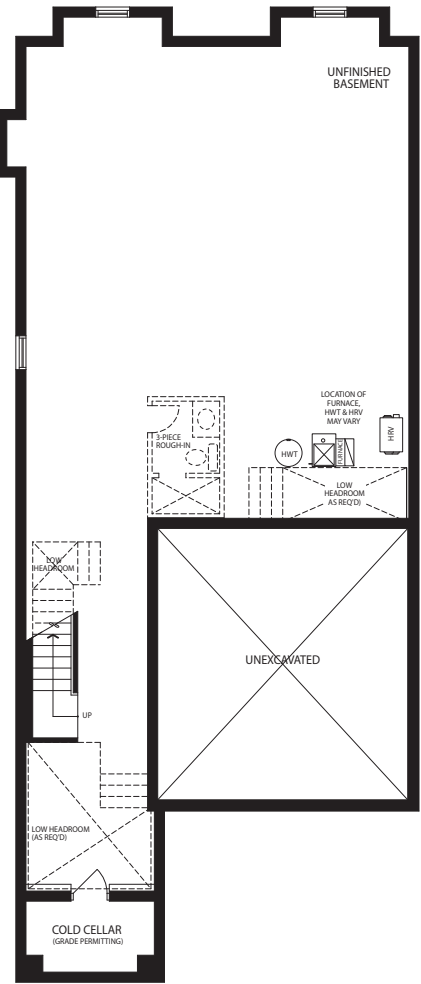 UNFINISHED
BASEMENT
LOCATION OF
FURNACE,
HWT & HRV
MAY VARY
3-PIECE
ROUGH-IN
HWT
FURNACE
HRV
LOW
HEADROOM
AS REQ'D)
LOW
HEADROOM
UNEXCAVATED
UP
LOW HEADROOM
(AS REQ'D)
COLD CELLAR
(GRADE PERMITTING)